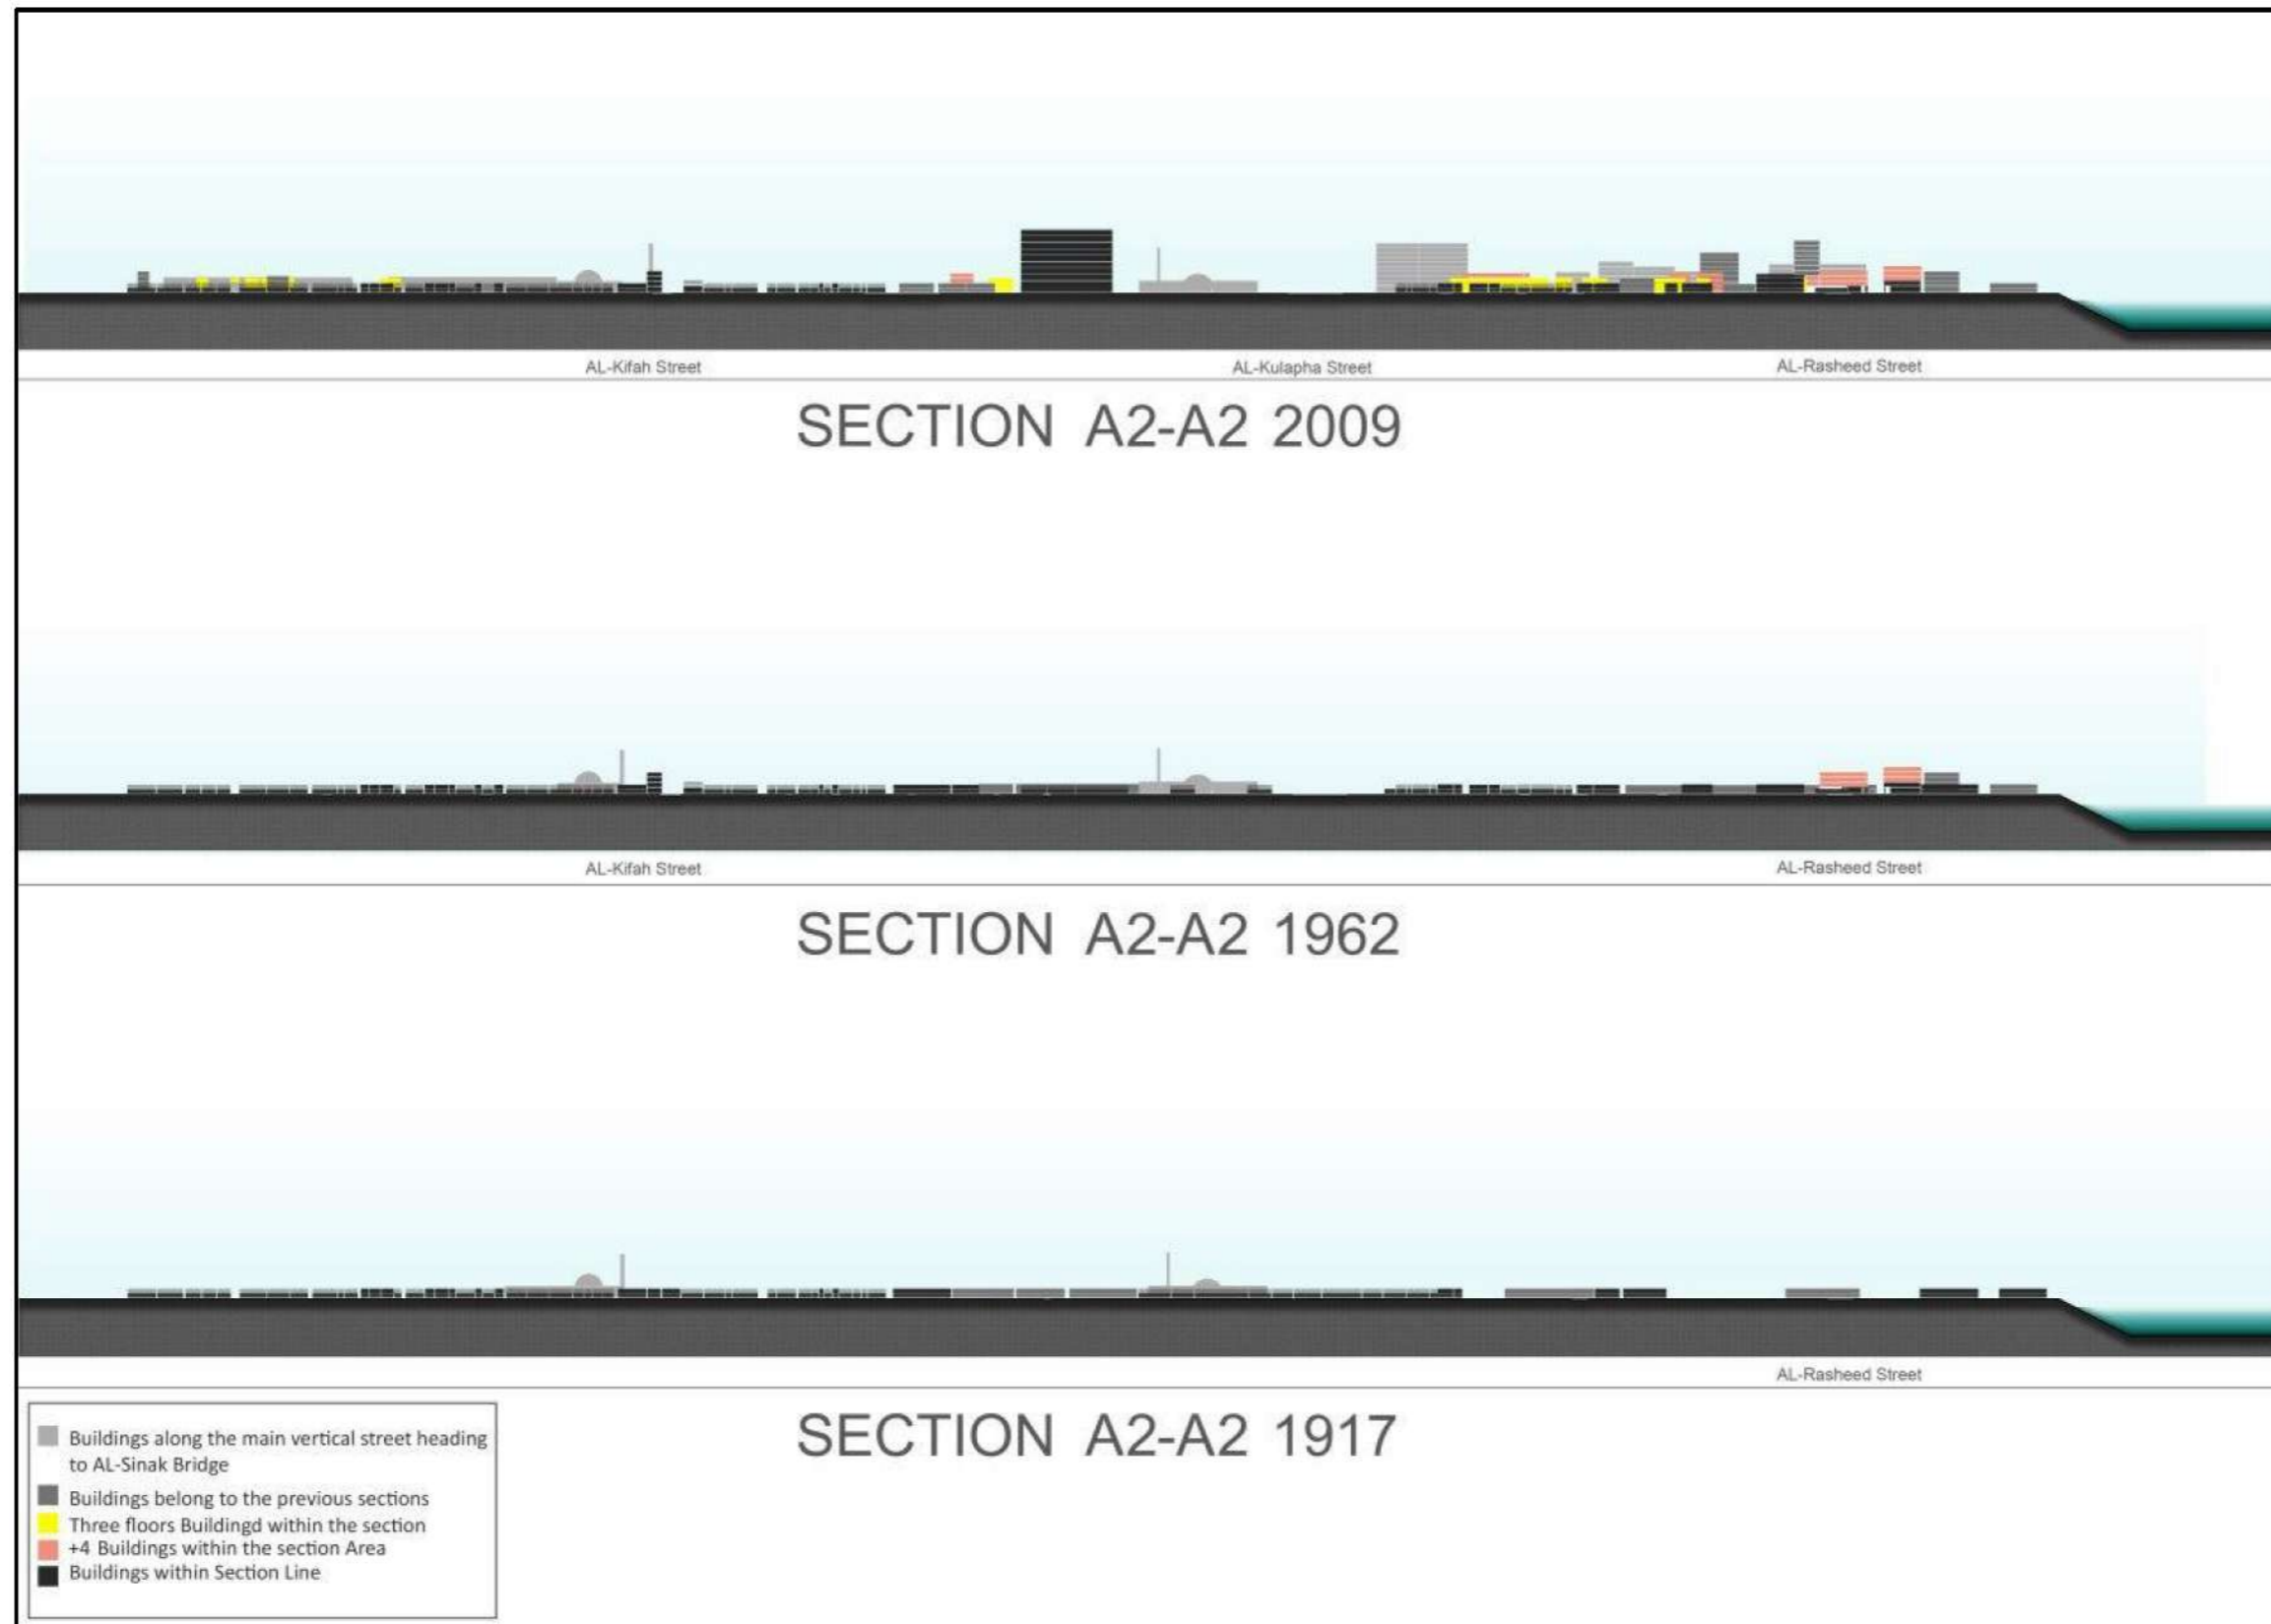 AL-Kifah Street
AL-Kulapha Street
AL-Rasheed Street
SECTION A2-A2 2009
AL-Kifah Street
AL-Rasheed Street
SECTION A2-A2 1962
AL-Rasheed Street
SECTION A2-A2 1917
Buildings along the main vertical street heading
to AL-Sinak Bridge
Buildings belong to the previous sections
Three floors Buildingd within the section
+4 Buildings within the section Area
Buildings within Section Line